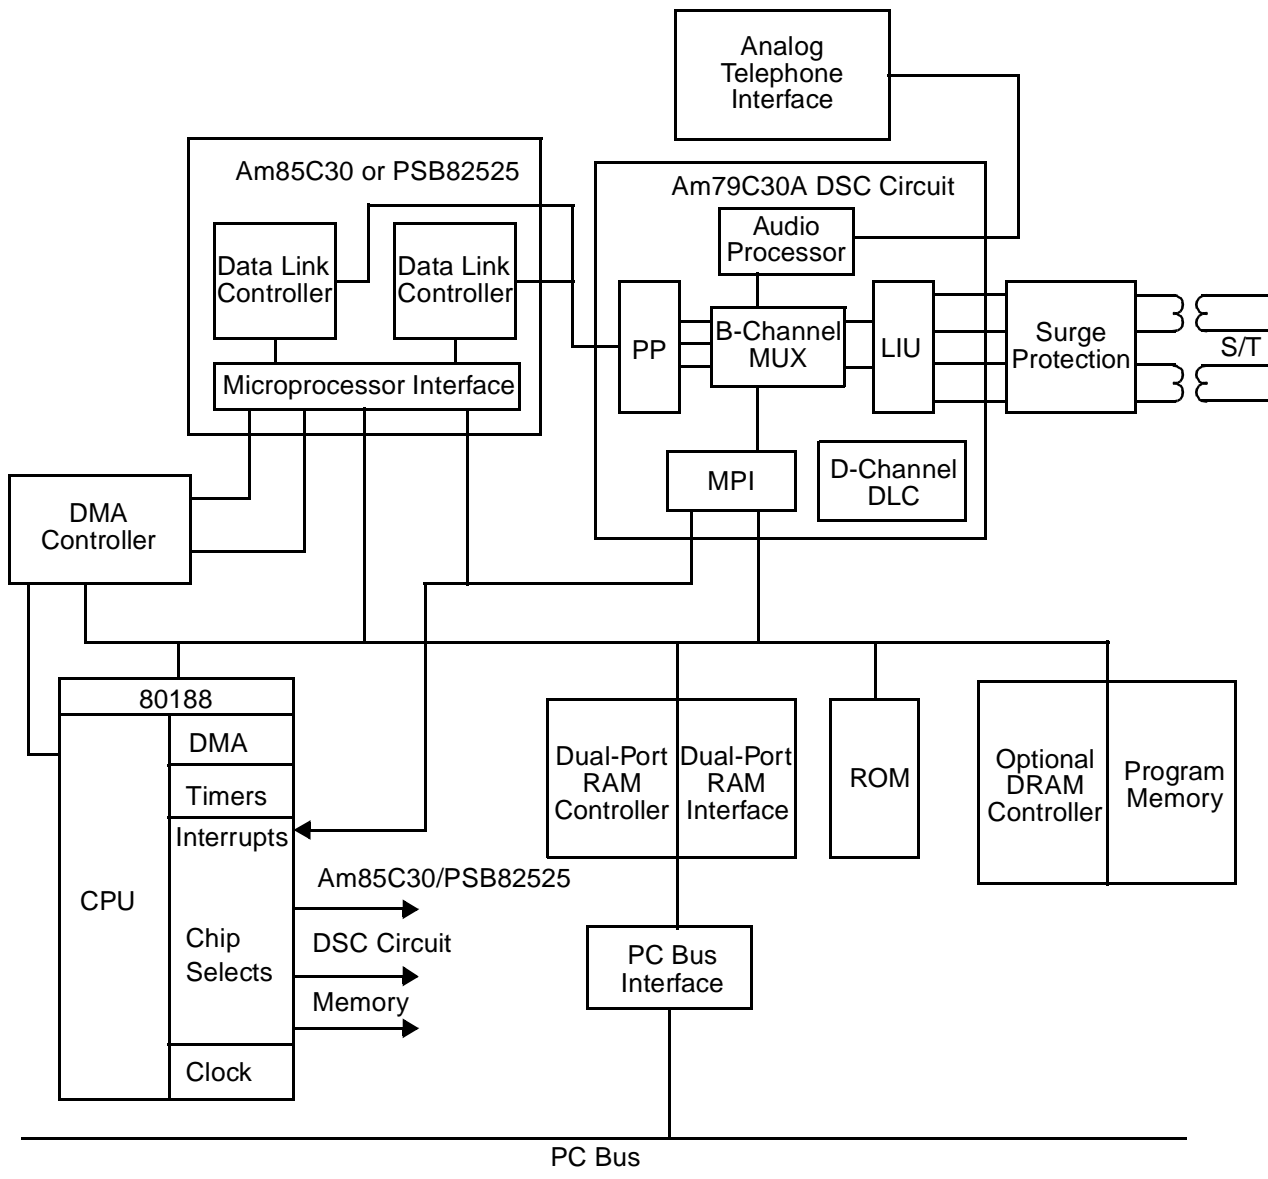 Analog
Telephone
Interface
Am85C30 or PSB82525
Am79C30A DSC Circuit
Audio
Processor
Data Link
Controller
Data Link
Controller
PP
B-Channel
MUX
LIU
Surge
Protection
S/T
Microprocessor Interface
MPI
D-Channel
DLC
DMA
Controller
80188
DMA
Timers
Interrupts
CPU
Chip
Selects
Clock
Am85C30/PSB82525
DSC Circuit
Memory
Dual-Port
RAM
Controller
Dual-Port
RAM
Interface
ROM
Optional
DRAM
Controller
Program
Memory
PC Bus
Interface
PC Bus